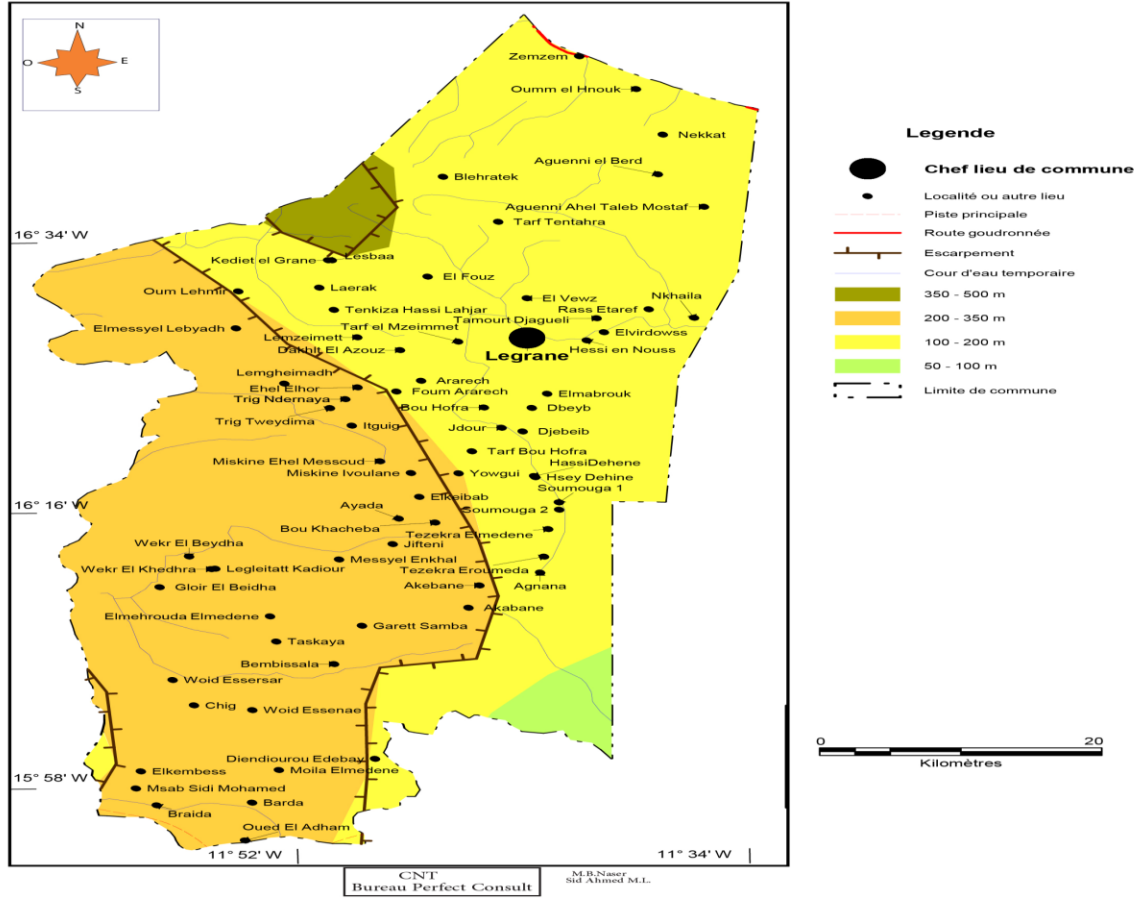 N
O
E
S
Zemzem
Oumm el Hnouk
Nekkat
Aguenni el Berd
Blehratek
Aguenni Ahel Taleb Mostaf
Tarf Tentahra
16° 34' W
Kediet el Grane
Lesbaa
El Fouz
Oum Lehmir
Laerak
El Vewz
Nkhaila
Rass Etaref
Tenkiza Hassi Lahjar
Tamourt Djagueli
Elmessyel Lebyadh
Tarf el Mzeimmet
Elvirdowss
Lemzeimett
Dakhlt El Azouz
Legrane
Hessi en Nouss
Lemgheimadh
Ararech
Ehel Elhor
Foum Ararech
Elmabrouk
Trig Ndernaya
Bou Hofra
Dbeyb
Trig Tweydima
Itguig
Jdour
Djebeib
Tarf Bou Hofra
Miskine Ehel Messoud
HassiDehene
Miskine Ivoulane
Yowgui
Hsey Dehine
Soumouga 1
Elkeibab
Ayada
Soumouga 2
16° 16' W
Bou Khacheba
Tezekra Elmedene
Wekr El Beydha
Jifteni
Messyel Enkhal
Wekr El Khedhra
Legleitatt Kadiour
Tezekra Eroumeda
Gloir El Beidha
Akebane
Agnana
Akabane
Elmehrouda Elmedene
Garett Samba
Taskaya
Bembissala
Woid Essersar
Chig
Woid Essenae
Diendiourou Edebay
Elkembess
Moila Elmedene
15° 58' W
Msab Sidi Mohamed
Barda
Braida
Oued El Adham
11° 52' W
11° 34' W
Legende
Chef lieu de commune
Localité ou autre lieu
Piste principale
Route goudronnée
Escarpement
Cour d'eau temporaire
350 - 500 m
200 - 350 m
100 - 200 m
50 - 100 m
Limite de commune
0
20
Kilomètres
CNT
Bureau Perfect Consult
M.B.Naser
Sid Ahmed M.L.